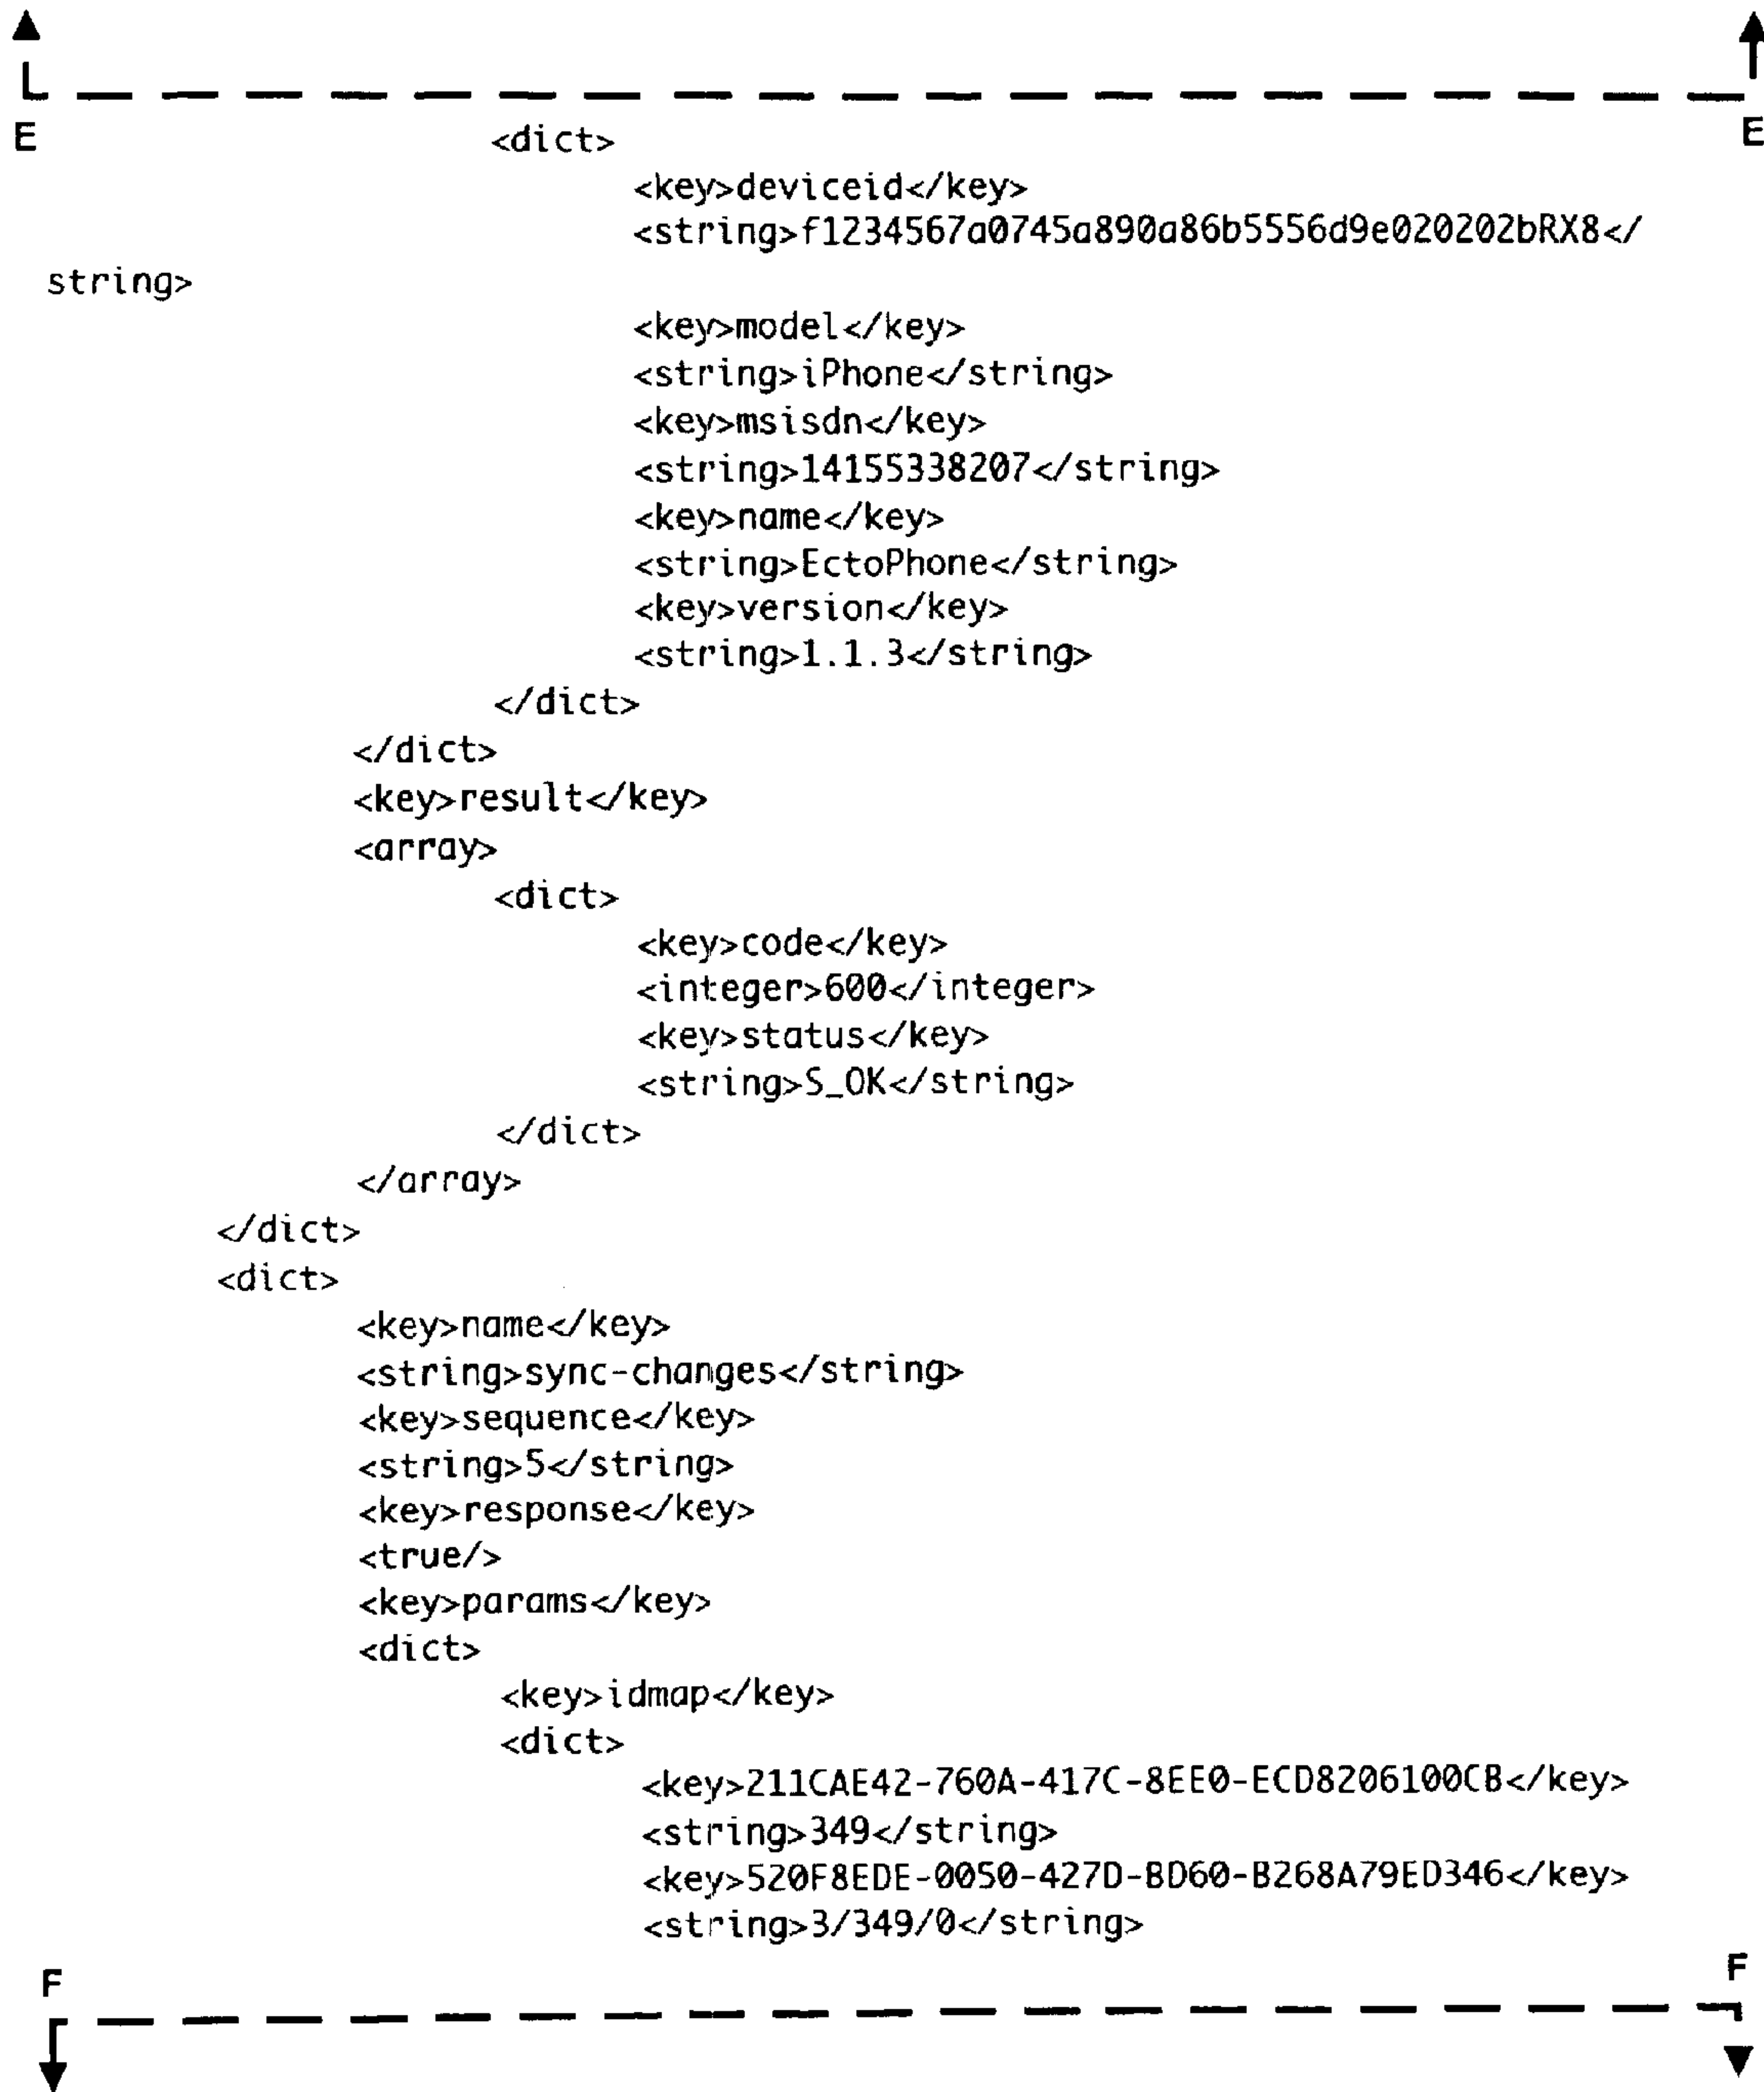 L
E E
<dict>
<key>deviceid</key>
<string>f1234567a0745a890a86b5556d9e020202bRX8</
string>
<key>model</key>
<string>iPhone</string>
<key>msisdn</key>
<string>14155338207</string>
<key>name</key>
<string>EctoPhone</string>
<key>version</key>
<string>1.1.3</string>
</dict>
</dict>
<key>result</key>
<array>
<dict>
<key>code</key>
<integer>600</integer>
<key>status</key>
<string>S_OK</string>
</dict>
</array>
</dict>
<dict>
<key>name</key>
<string>sync-changes</string>
<key>sequence</key>
<string>5</string>
<key>response</key>
<true/>
<key>params</key>
<dict>
<key>idmap</key>
<dict>
<key>211CAE42-760A-417C-8EE0-ECD8206100CB</key>
<string>349</string>
<key>520F8EDE-0050-427D-BD60-B268A79ED346</key>
<string>3/349/0</string>
F F